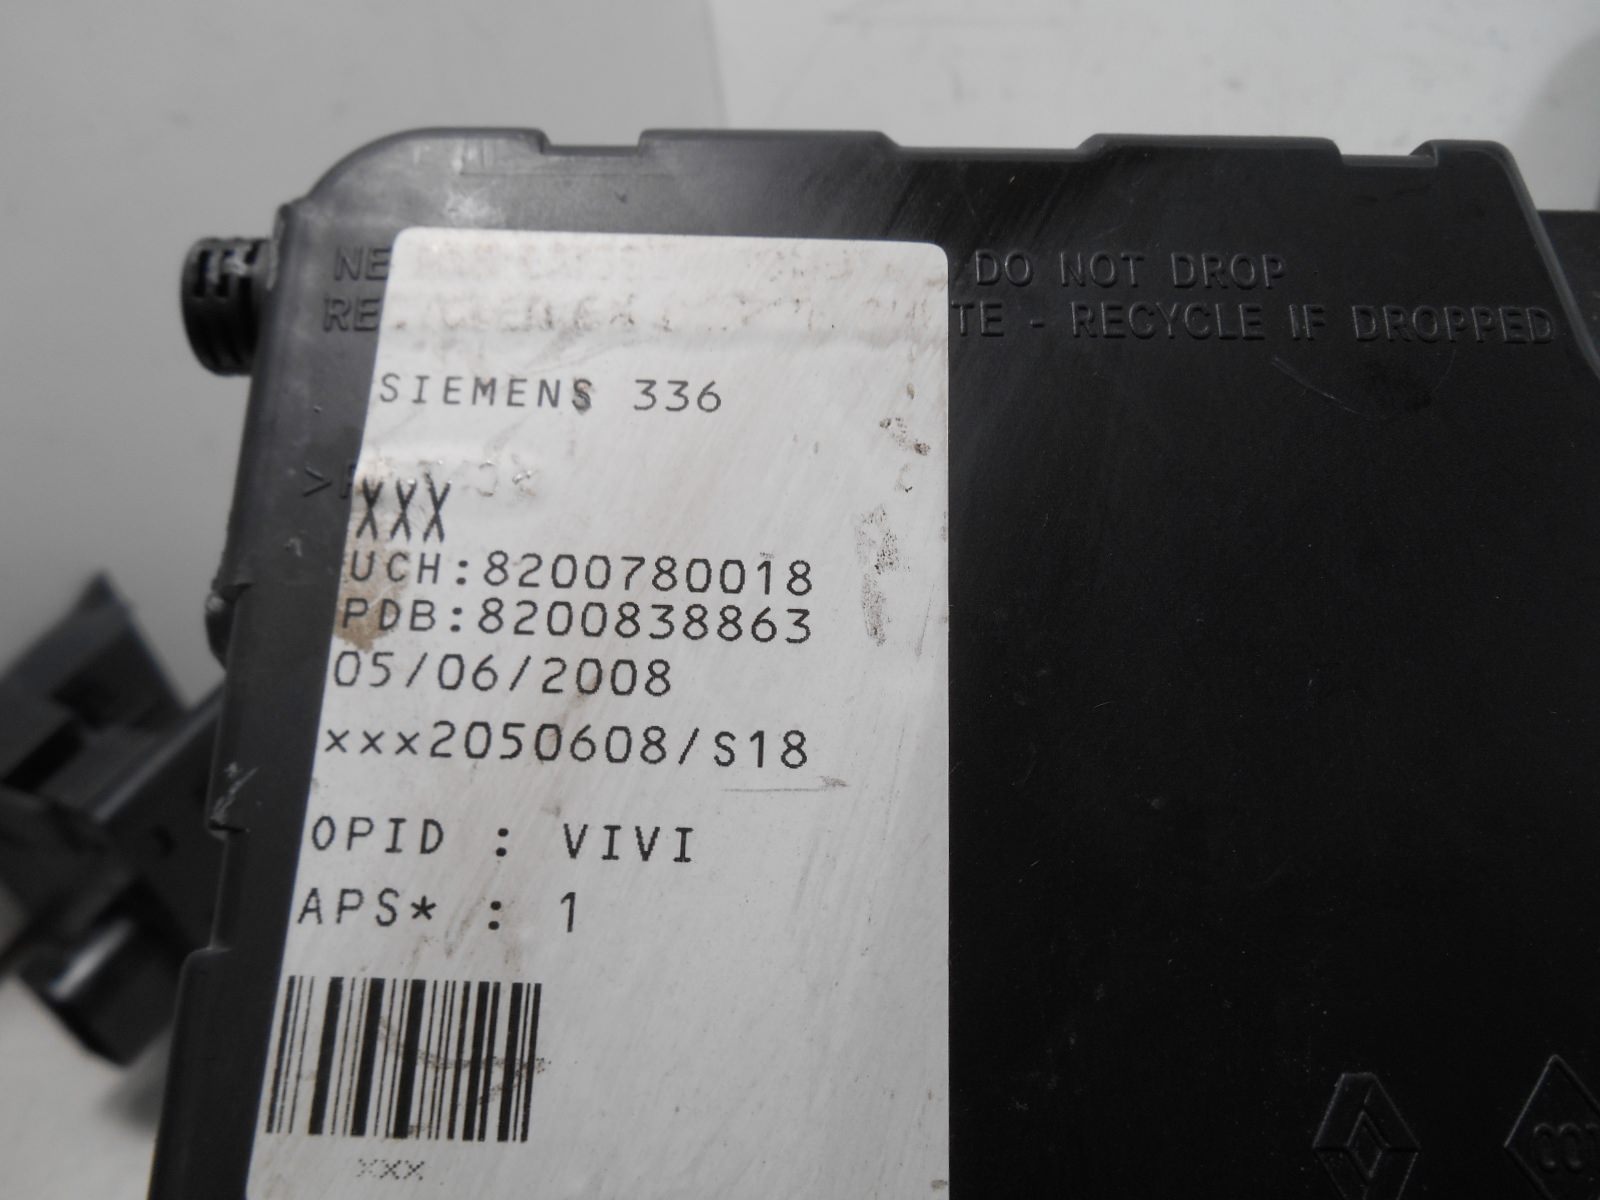 DO NOT DROP
TE - RECYCLE IF DROPPED
SIEMENS 336
XXX
UCH:8200780018
PDB:8200838863
05/06/2008
xxx2050608/S18
OPID : VIVI
APS* : 1
xxx